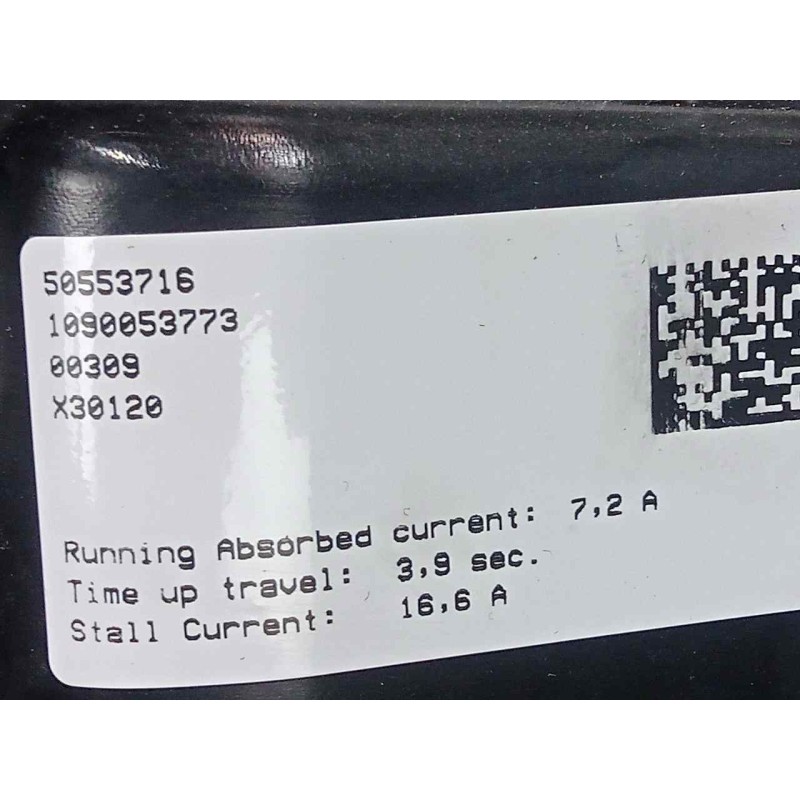 50553716
1090053773
00309
X30120
Running Absorbed current: 7,2 A
Time up travel: 3,9 sec.
Stall Current: 16,6 A